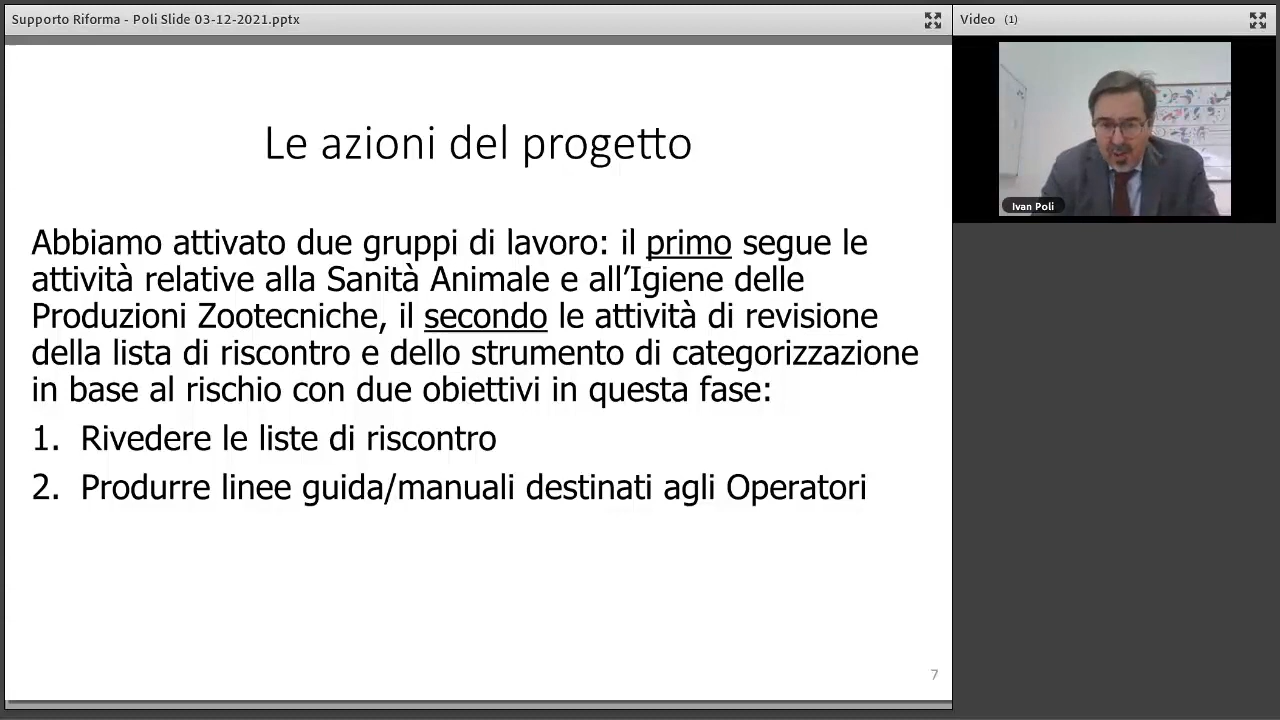 Supporto Riforma - Poli Slide 03-12-2021.pptx
Video (1)
Ivan Poli
Le azioni del progetto
Abbiamo attivato due gruppi di lavoro: il primo segue le
attività relative alla Sanità Animale e all’Igiene delle
Produzioni Zootecniche, il secondo le attività di revisione
della lista di riscontro e dello strumento di categorizzazione
in base al rischio con due obiettivi in questa fase:
1. Rivedere le liste di riscontro
2. Produrre linee guida/manuali destinati agli Operatori
7